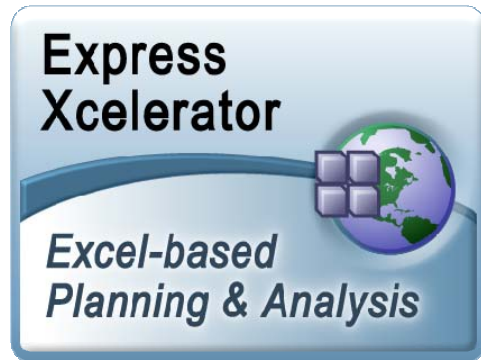 Express
Xcelerator
Excel-based
Planning & Analysis